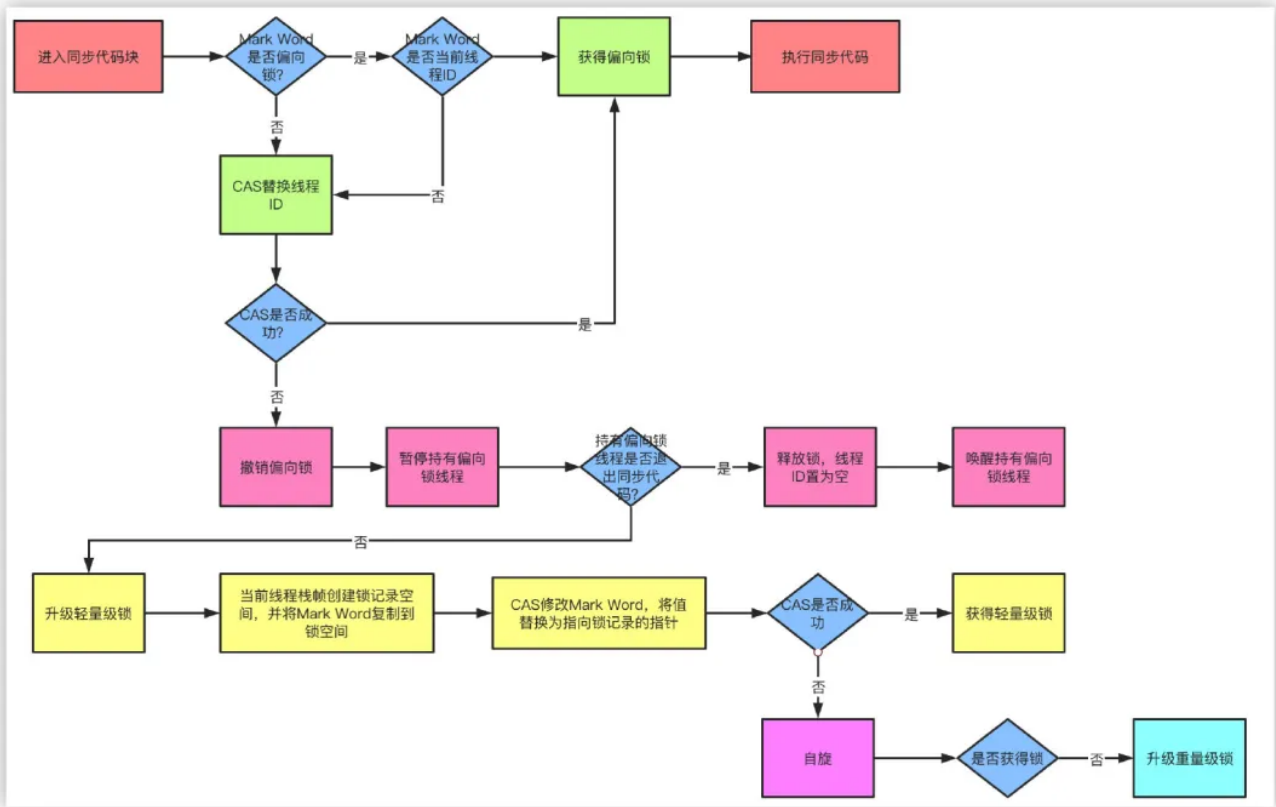 进入同步代码块
Mark Word
是否偏向
锁?
是
Mark Word
是否当前线
程ID
获得偏向锁
执行同步代码
否
CAS替换线程
ID
否
CAS是否成
功?
是
否
撤销偏向锁
暂停持有偏向
锁线程
持有偏向锁
线程是否退
出同步代
码?
是
释放锁，线程
ID置为空
唤醒持有偏向
锁线程
否
升级轻量级锁
当前线程栈帧创建锁记录空
间，并将Mark Word复制到
锁空间
CAS修改Mark Word，将值
替换为指向锁记录的指针
CAS是否成
功
是
获得轻量级锁
否
自旋
是否获得锁
否
升级重量级锁